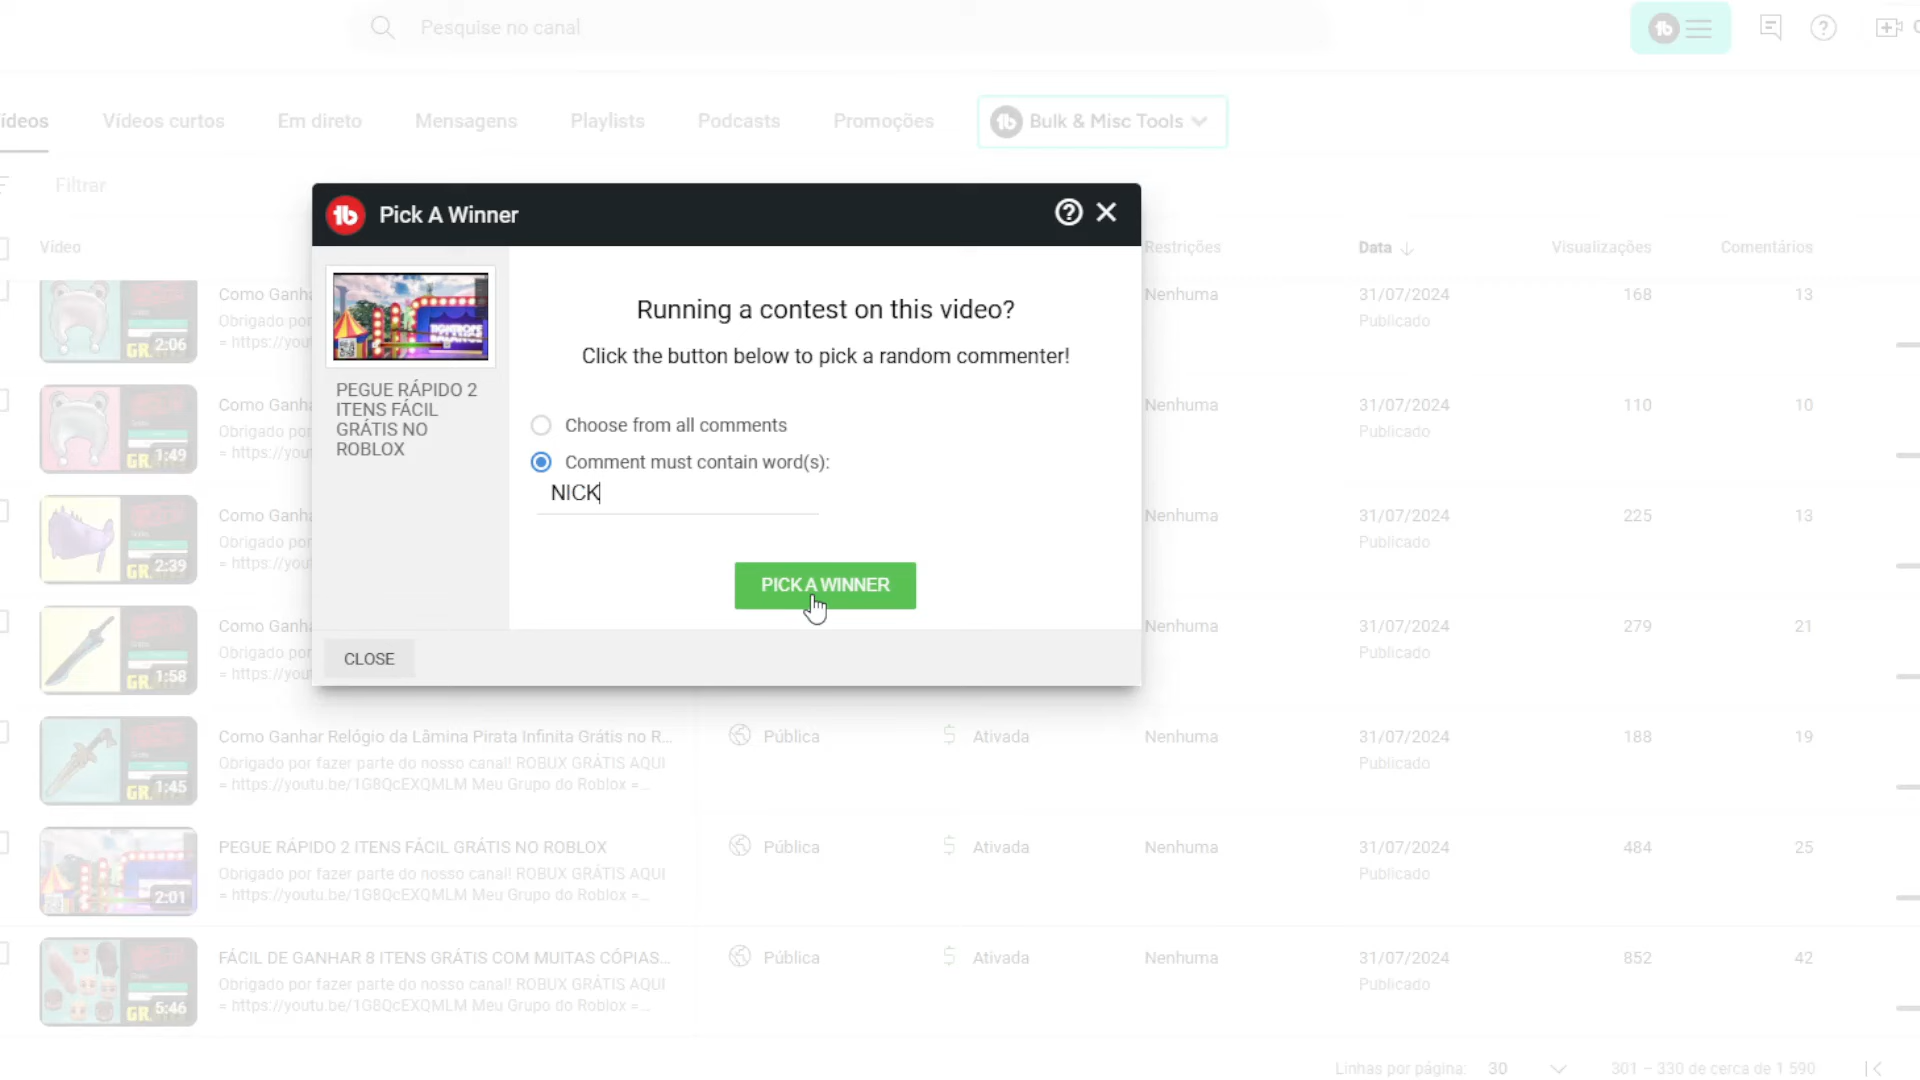 Pesquise no canal
ídeos
Vídeos curtos
Em direto
Mensagens
Playlists
Podcasts
Promoções
Bulk & Misc Tools
Filtrar
Pick A Winner
Vídeo
Restrições
Data
Visualizações
Comentários
PEGUE RÁPIDO 2
ITENS FÁCIL
GRÁTIS NO
ROBLOX
Running a contest on this video?
Click the button below to pick a random commenter!
Choose from all comments
Comment must contain word(s):
NICK
PICK A WINNER
CLOSE
2:06
Como Ganha
Obrigado por
= https://you
Nenhuma
31/07/2024
Publicado
168
13
1:49
Como Ganha
Obrigado por
= https://you
Nenhuma
31/07/2024
Publicado
110
10
2:39
Como Ganha
Obrigado por
= https://you
Nenhuma
31/07/2024
Publicado
225
13
1:58
Como Ganha
Obrigado por
= https://you
Nenhuma
31/07/2024
Publicado
279
21
1:45
Como Ganhar Relógio da Lâmina Pirata Infinita Grátis no R...
Obrigado por fazer parte do nosso canal! ROBUX GRÁTIS AQUI
= https://youtu.be/1G8QcEXQMLM Meu Grupo do Roblox =...
Pública
Ativada
Nenhuma
31/07/2024
Publicado
188
19
2:01
PEGUE RÁPIDO 2 ITENS FÁCIL GRÁTIS NO ROBLOX
Obrigado por fazer parte do nosso canal! ROBUX GRÁTIS AQUI
= https://youtu.be/1G8QcEXQMLM Meu Grupo do Roblox =...
Pública
Ativada
Nenhuma
31/07/2024
Publicado
484
25
5:46
FÁCIL DE GANHAR 8 ITENS GRÁTIS COM MUITAS CÓPIAS...
Obrigado por fazer parte do nosso canal! ROBUX GRÁTIS AQUI
= https://youtu.be/1G8QcEXQMLM Meu Grupo do Roblox =...
Pública
Ativada
Nenhuma
31/07/2024
Publicado
852
42
Linhas por página: 30
301 – 330 de cerca de 1 590